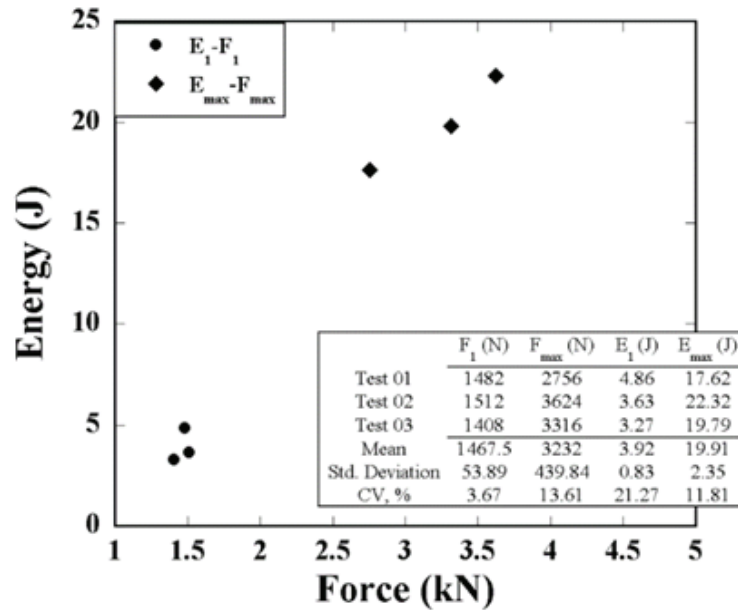 25
20
15
10
5
0
Energy (J)
E1-F1
Emax-Fmax
F1 (N) Fmax (N) E1 (J) Emax (J)
Test 01 1482 2756 4.86 17.62
Test 02 1512 3624 3.63 22.32
Test 03 1408 3316 3.27 19.79
Mean 1467.5 3232 3.92 19.91
Std. Deviation 53.89 439.84 0.83 2.35
CV, % 3.67 13.61 21.27 11.81
1 1.5 2 2.5 3 3.5 4 4.5 5
Force (kN)